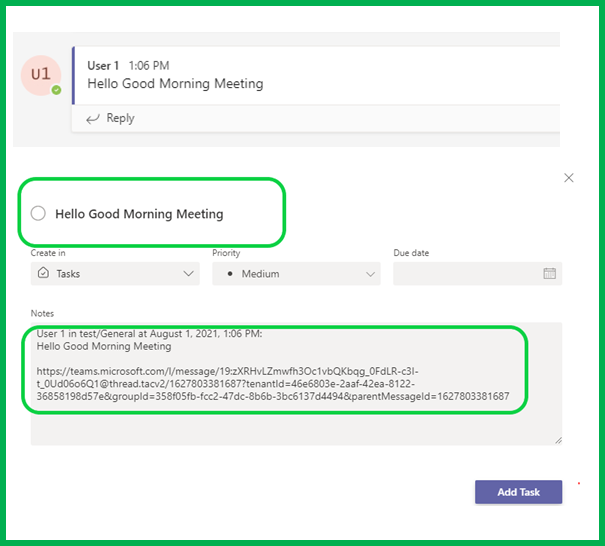 U1
User 1 1:06 PM
Hello Good Morning Meeting
Reply
Hello Good Morning Meeting
Create in
Priority
Due date
Tasks
Medium
Notes
User 1 in test/General at August 1, 2021, 1:06 PM:
Hello Good Morning Meeting
https://teams.microsoft.com/l/message/19:zXRHvLZmwfh3Oc1vbQKbqg_0FdLR-c3I-
t_0Ud06o6Q1@thread.tacv2/1627803381687?tenantId=46e6803e-2aaf-42ea-8122-
36858198d57e&groupId=358f05fb-fcc2-47dc-8b6b-3bc6137d4494&parentMessageId=1627803381687
Add Task